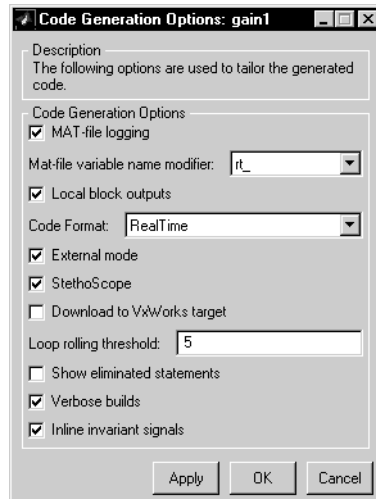 Code Generation Options: gain1
Description
The following options are used to tailor the generated
code.
Code Generation Options
MAT-file logging
Mat-file variable name modifier: rt_
Local block outputs
Code Format: RealTime
External mode
StethoScope
Download to VxWorks target
Loop rolling threshold: 5
Show eliminated statements
Verbose builds
Inline invariant signals
Apply OK Cancel